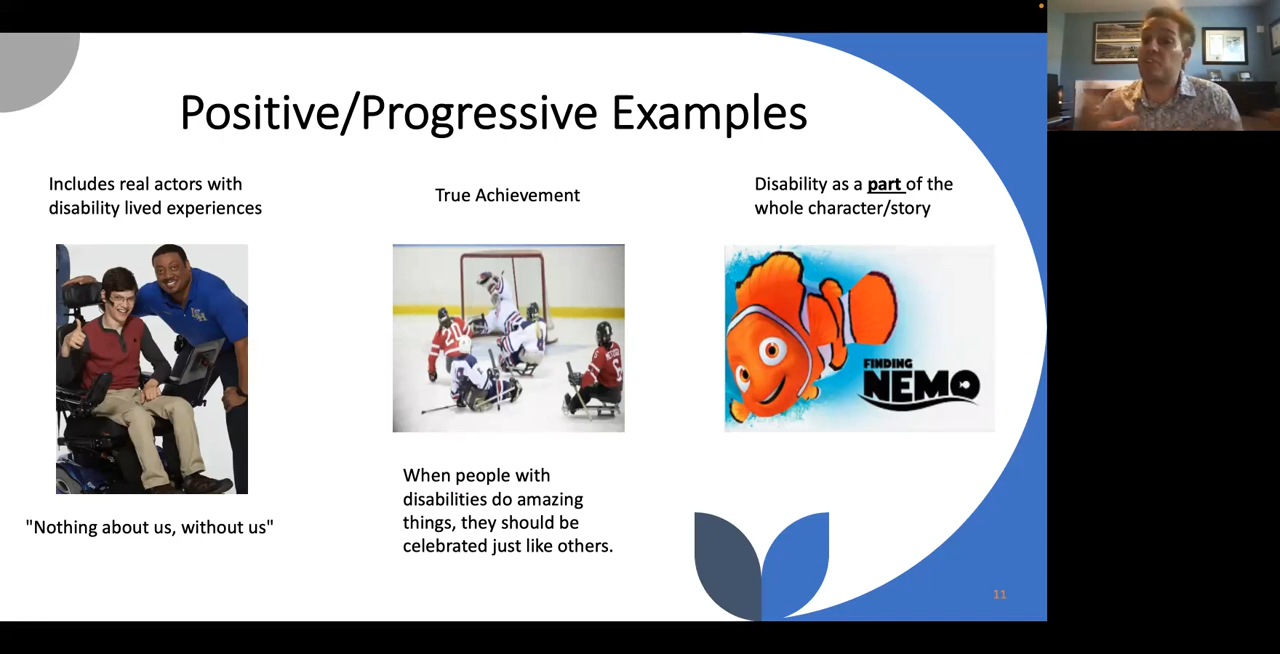 Positive/Progressive Examples
Includes real actors with
disability lived experiences
True Achievement
Disability as a part of the
whole character/story
20
6
FINDING
NEMO
"Nothing about us, without us"
When people with
disabilities do amazing
things, they should be
celebrated just like others.
11